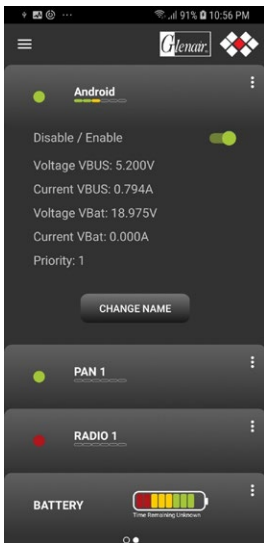 91% 10:56 PM
Glenair.
Android
Disable / Enable
Voltage VBUS: 5.200V
Current VBUS: 0.794A
Voltage VBat: 18.975V
Current VBat: 0.000A
Priority: 1
CHANGE NAME
PAN 1
RADIO 1
BATTERY
Time Remaining Unknown